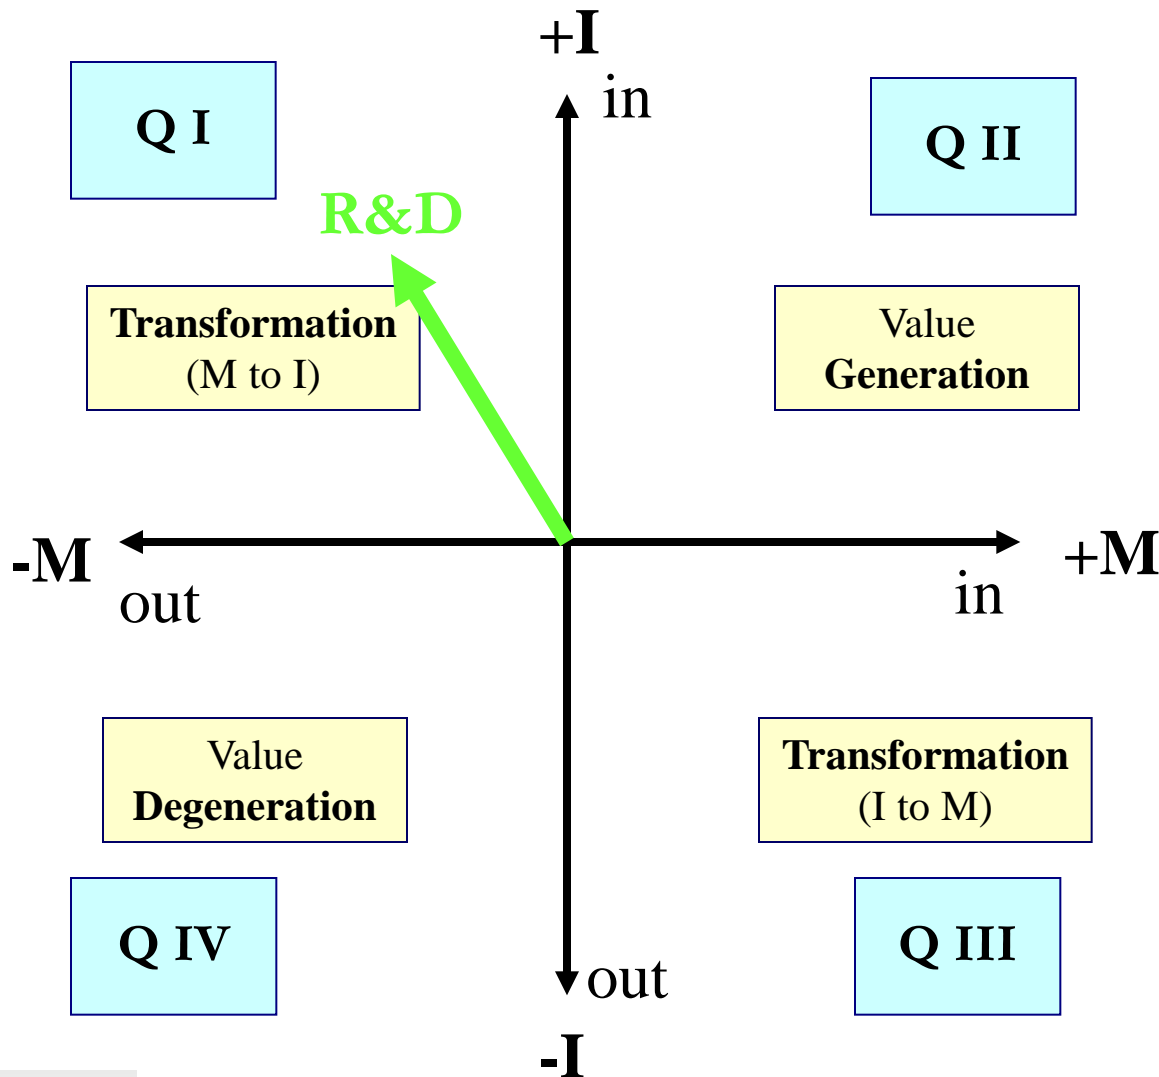 +I
in
Q I
Q II
R&D
Transformation
(M to I)
Value
Generation
-M
out
+M
in
Value
Degeneration
Transformation
(I to M)
Q IV
Q III
out
-I